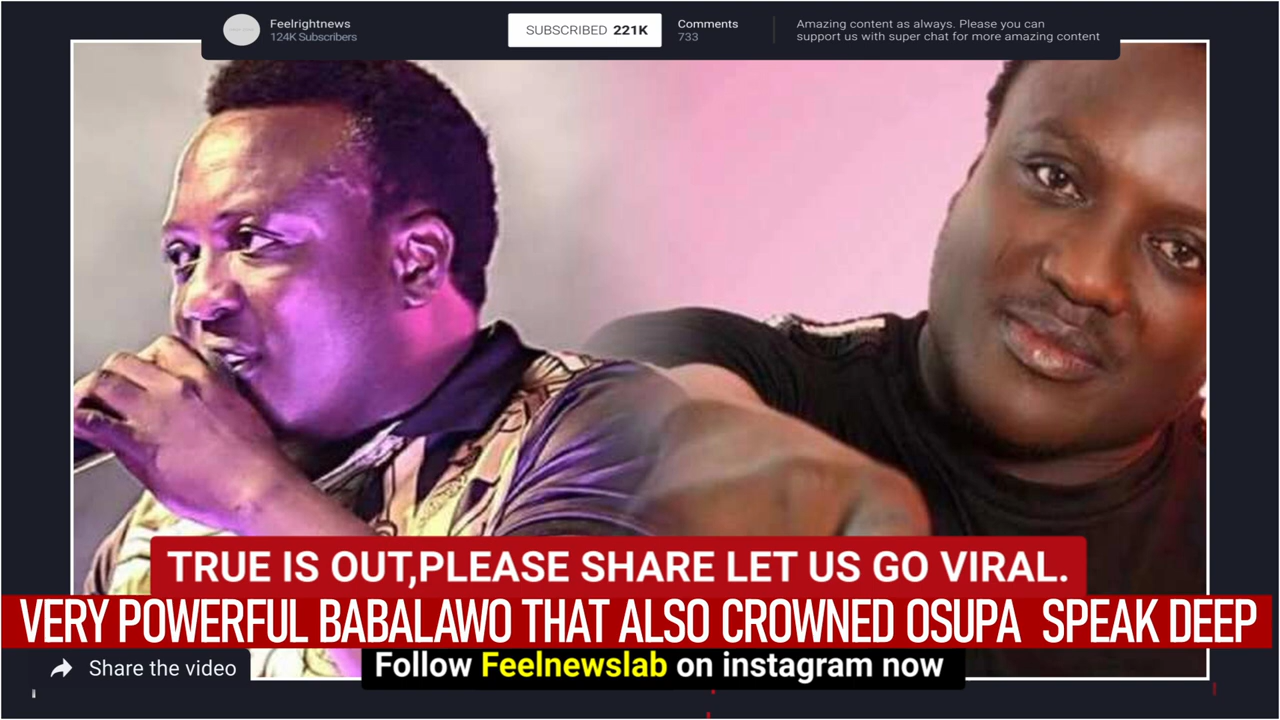 Feelrightnews
124K Subscribers
SUBSCRIBED 221K
Comments
733
Amazing content as always. Please you can
support us with super chat for more amazing content
TRUE IS OUT,PLEASE SHARE LET US GO VIRAL.
VERY POWERFUL BABALAWO THAT ALSO CROWNED OSUPA SPEAK DEEP
Share the video
Follow Feelnewslab on instagram now